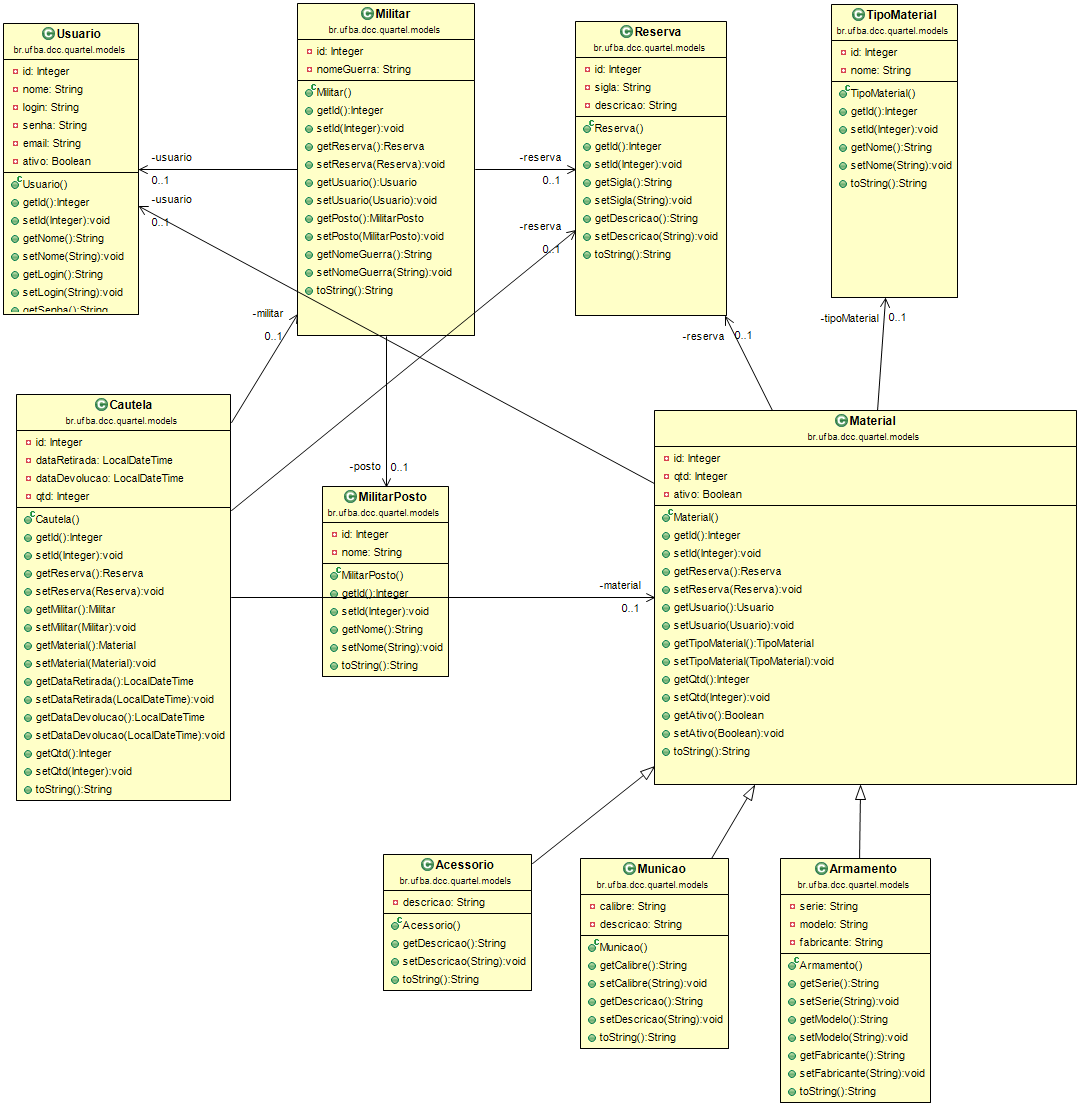 Usuario
br.ufba.dcc.quartel.models
id: Integer
nome: String
login: String
senha: String
email: String
ativo: Boolean
Usuario()
getId():Integer
setId(Integer):void
getNome():String
setNome(String):void
getLogin():String
setLogin(String):void
getSenha():String
-usuario
0..1
-usuario
0..1
Militar
br.ufba.dcc.quartel.models
id: Integer
nomeGuerra: String
Militar()
getId():Integer
setId(Integer):void
getReserva():Reserva
setReserva(Reserva):void
getUsuario():Usuario
setUsuario(Usuario):void
getPosto():MilitarPosto
setPosto(MilitarPosto):void
getNomeGuerra():String
setNomeGuerra(String):void
toString():String
-reserva
0..1
-reserva
0..1
Reserva
br.ufba.dcc.quartel.models
id: Integer
sigla: String
descricao: String
Reserva()
getId():Integer
setId(Integer):void
getSigla():String
setSigla(String):void
getDescricao():String
setDescricao(String):void
toString():String
TipoMaterial
br.ufba.dcc.quartel.models
id: Integer
nome: String
TipoMaterial()
getId():Integer
setId(Integer):void
getNome():String
setNome(String):void
toString():String
-militar
0..1
-reserva
0..1
-tipoMaterial
0..1
Cautela
br.ufba.dcc.quartel.models
id: Integer
dataRetirada: LocalDateTime
dataDevolucao: LocalDateTime
qtd: Integer
Cautela()
getId():Integer
setId(Integer):void
getReserva():Reserva
setReserva(Reserva):void
getMilitar():Militar
setMilitar(Militar):void
getMaterial():Material
setMaterial(Material):void
getDataRetirada():LocalDateTime
setDataRetirada(LocalDateTime):void
getDataDevolucao():LocalDateTime
setDataDevolucao(LocalDateTime):void
getQtd():Integer
setQtd(Integer):void
toString():String
-posto
0..1
MilitarPosto
br.ufba.dcc.quartel.models
id: Integer
nome: String
MilitarPosto()
getId():Integer
setId(Integer):void
getNome():String
setNome(String):void
toString():String
-material
0..1
Material
br.ufba.dcc.quartel.models
id: Integer
qtd: Integer
ativo: Boolean
Material()
getId():Integer
setId(Integer):void
getReserva():Reserva
setReserva(Reserva):void
getUsuario():Usuario
setUsuario(Usuario):void
getTipoMaterial():TipoMaterial
setTipoMaterial(TipoMaterial):void
getQtd():Integer
setQtd(Integer):void
getAtivo():Boolean
setAtivo(Boolean):void
toString():String
Acessorio
br.ufba.dcc.quartel.models
descricao: String
Acessorio()
getDescricao():String
setDescricao(String):void
toString():String
Municao
br.ufba.dcc.quartel.models
calibre: String
descricao: String
Municao()
getCalibre():String
setCalibre(String):void
getDescricao():String
setDescricao(String):void
toString():String
Armamento
br.ufba.dcc.quartel.models
serie: String
modelo: String
fabricante: String
Armamento()
getSerie():String
setSerie(String):void
getModelo():String
setModelo(String):void
getFabricante():String
setFabricante(String):void
toString():String